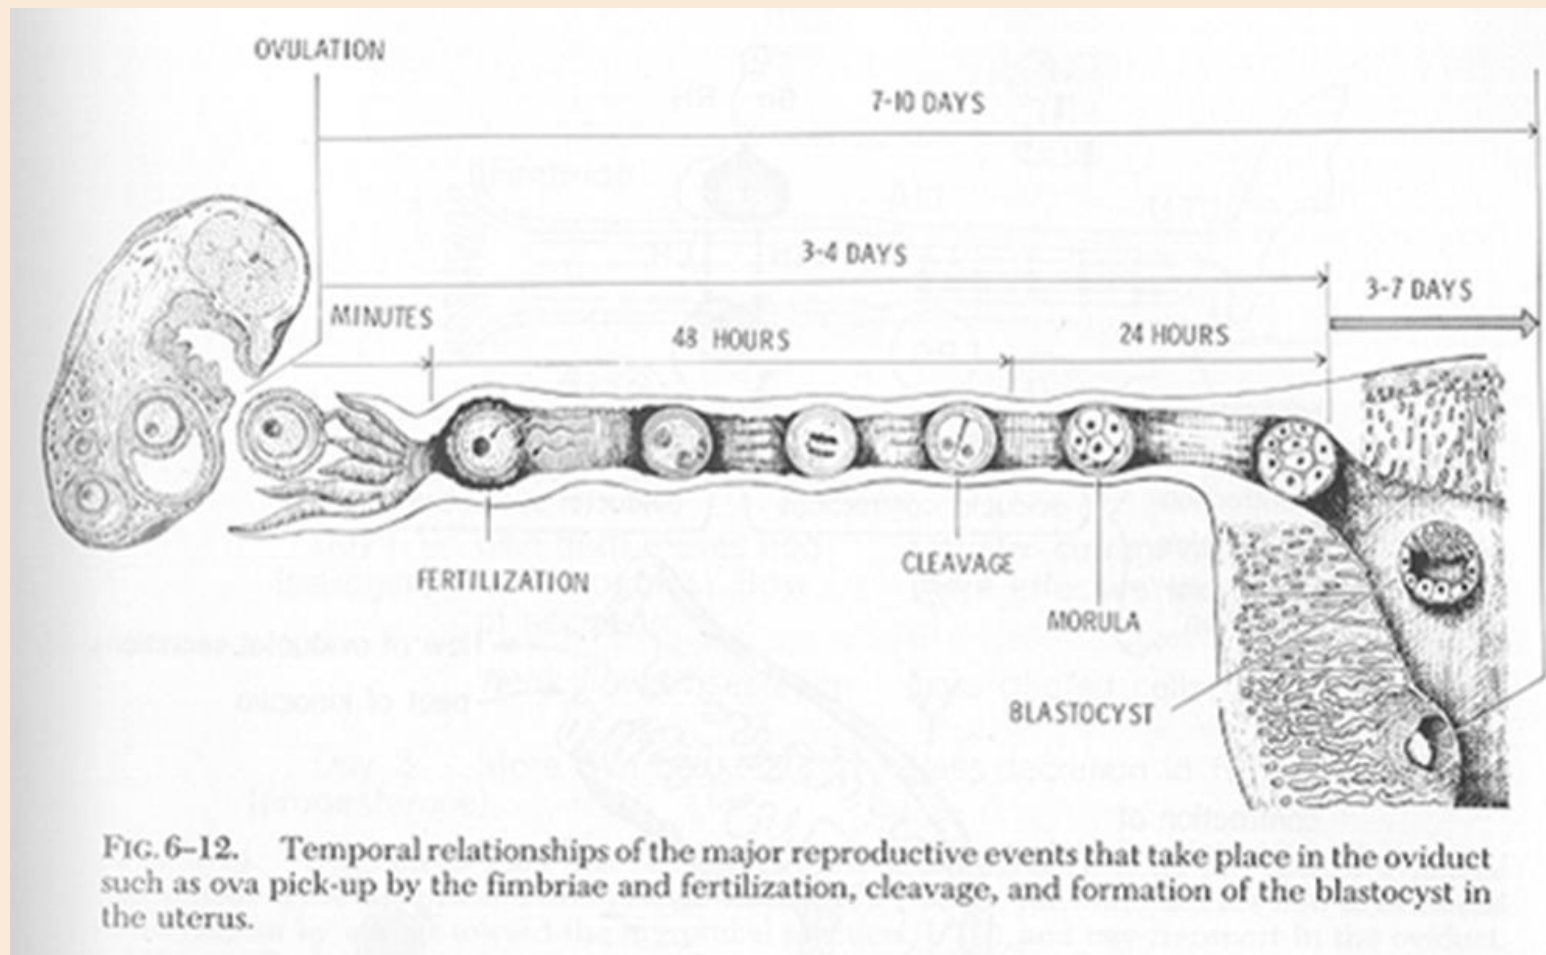 OVULATION
7-10 DAYS
3-4 DAYS
3-7 DAYS
MINUTES
48 HOURS
24 HOURS
FERTILIZATION
CLEAVAGE
MORULA
BLASTOCYST
FIG. 6–12. Temporal relationships of the major reproductive events that take place in the oviduct
such as ova pick-up by the fimbriae and fertilization, cleavage, and formation of the blastocyst in
the uterus.